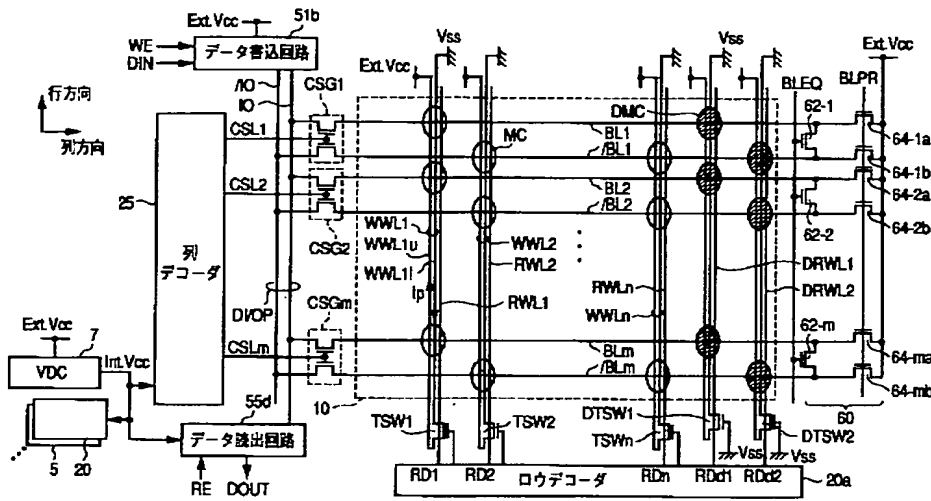 Ext.Vcc
51b
WE
DIN
データ書込回路
/IO
IO
CSG1
Vss
Ext.Vcc
Vss
Ext.Vcc
BLEQ
BLPR
62-1
行方向
列方向
CSL1
DMC
MC
BL1
/BL1
64-1a
64-1b
CSL2
BL2
/BL2
64-2a
64-2b
62-2
25
列
デコーダ
CSG2
WWL1
WWL1u
WWL1l
Ip
RWL1
WWL2
RWL2
RWLn
WWLn
DRWL1
DRWL2
DI/OP
CSGm
62-m
Ext.Vcc
7
VDC
Int.Vcc
CSLm
BLm
/BLm
64-ma
64-mb
10
60
5
20
55d
データ読出回路
RE
DOUT
TSW1
TSW2
TSWn
DTSW1
DTSW2
Vss
Vss
RD1
RD2
ロウデコーダ
RDn
RDd1
RDd2
20a